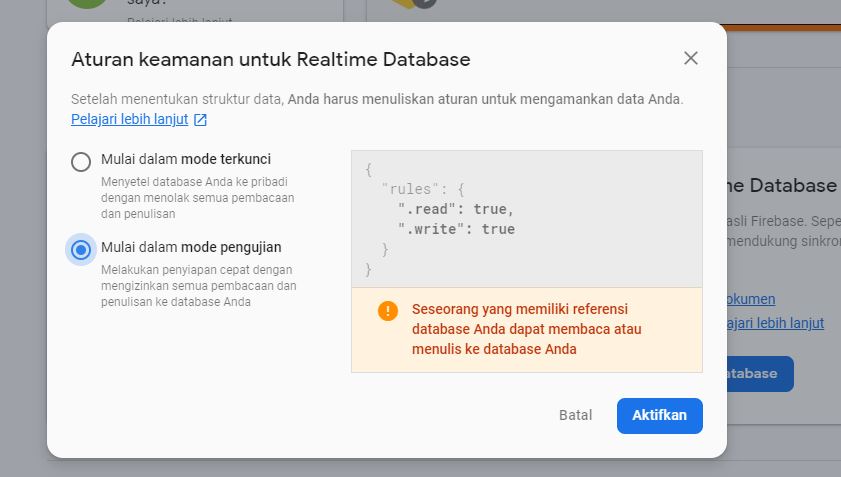 saya?
Pelajari lebih lanjut
Aturan keamanan untuk Realtime Database
Setelah menentukan struktur data, Anda harus menuliskan aturan untuk mengamankan data Anda.
Pelajari lebih lanjut
Mulai dalam mode terkunci
Menyetel database Anda ke pribadi
dengan menolak semua pembacaan
dan penulisan
Mulai dalam mode pengujian
Melakukan penyiapan cepat dengan
mengizinkan semua pembacaan dan
penulisan ke database Anda
{
"rules": {
".read": true,
".write": true
}
}
Seseorang yang memiliki referensi
database Anda dapat membaca atau
menulis ke database Anda
Batal
Aktifkan
ne Database
asli Firebase. Sepe
mendukung sinkron
okumen
ajari lebih lanjut
atabase